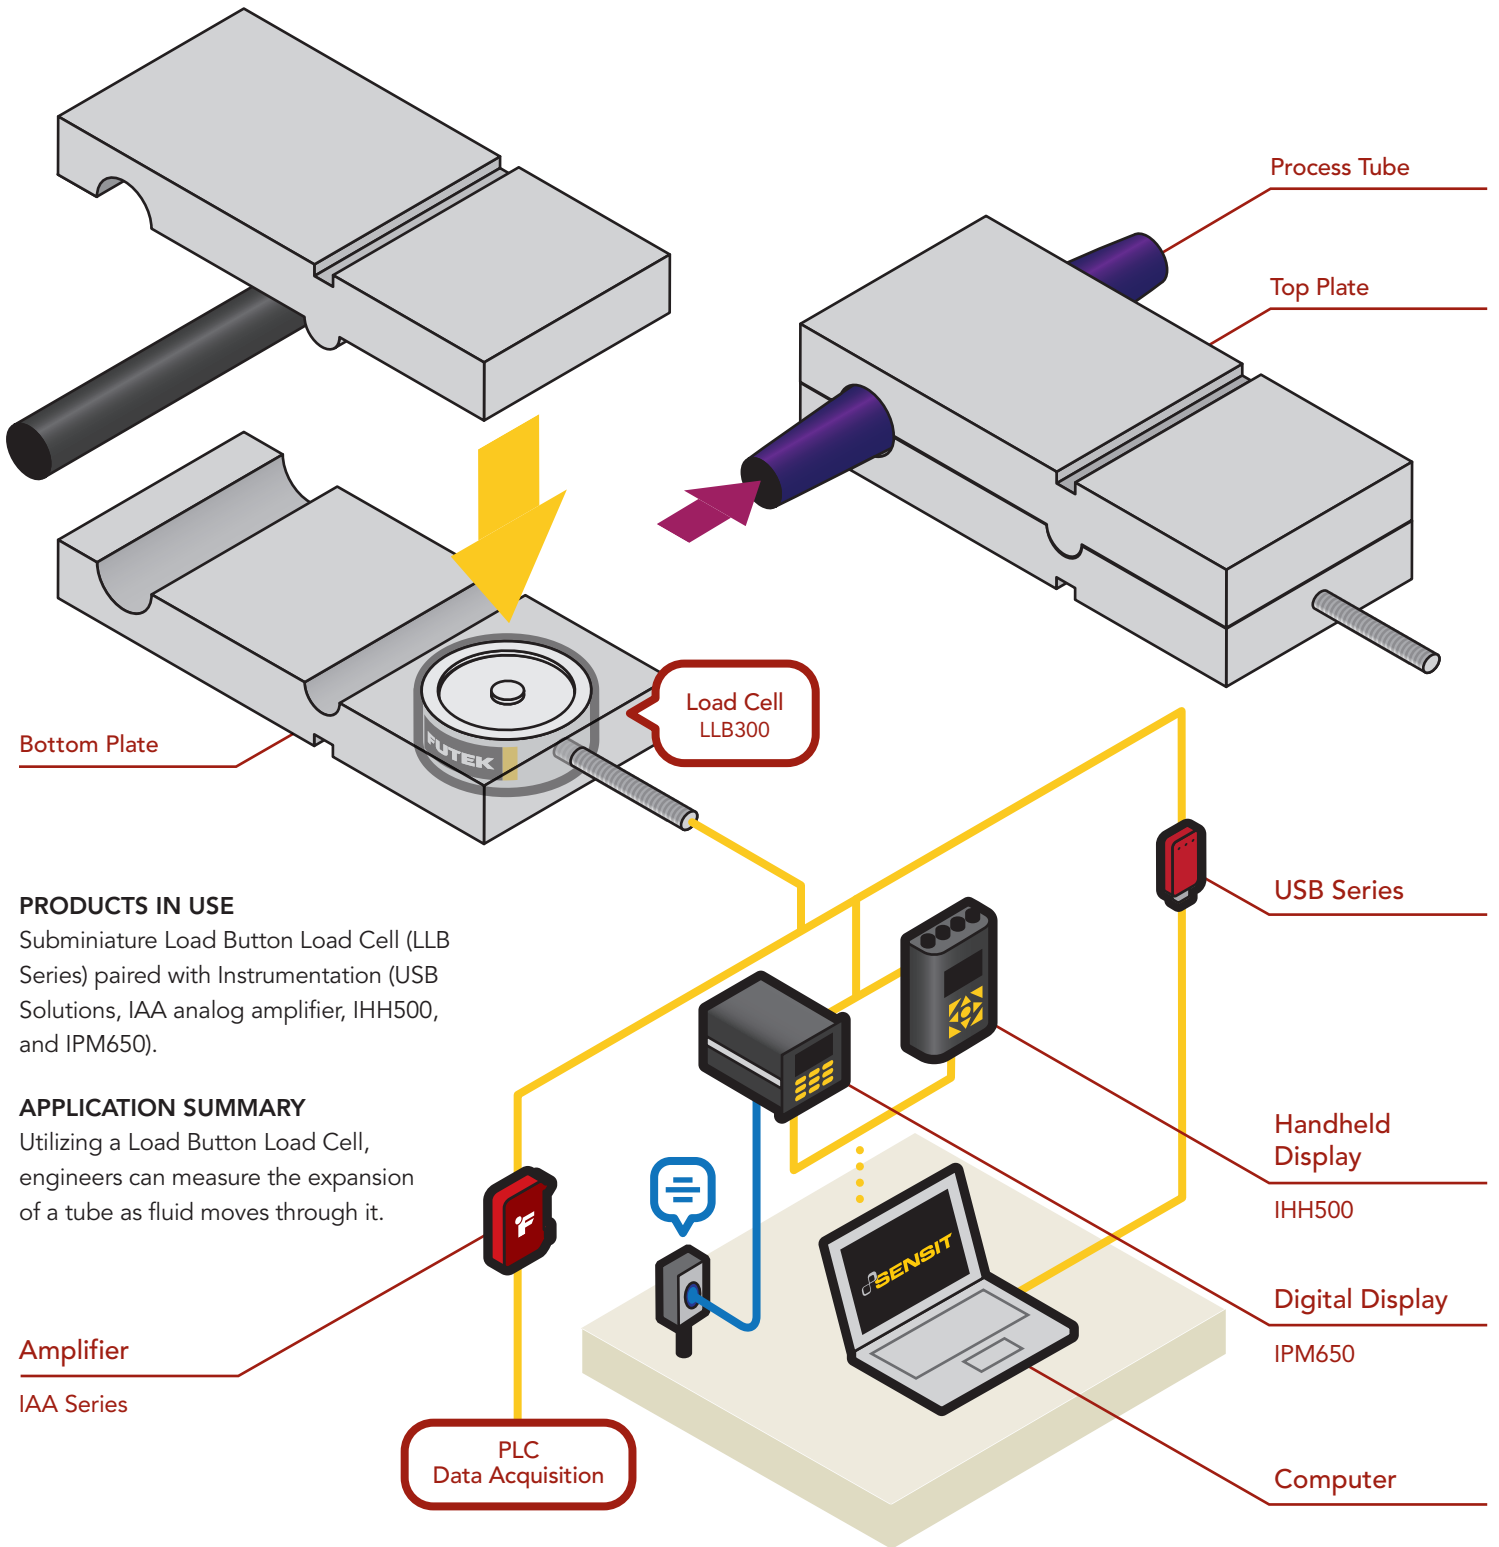 Process Tube
Top Plate
Load Cell
LLB300
FUTEK
Bottom Plate
PRODUCTS IN USE
Subminiature Load Button Load Cell (LLB
Series) paired with Instrumentation (USB
Solutions, IAA analog amplifier, IHH500,
and IPM650).
APPLICATION SUMMARY
Utilizing a Load Button Load Cell,
engineers can measure the expansion
of a tube as fluid moves through it.
USB Series
Handheld
Display
IHH500
Digital Display
IPM650
SENSIT
F
Amplifier
IAA Series
PLC
Data Acquisition
Computer